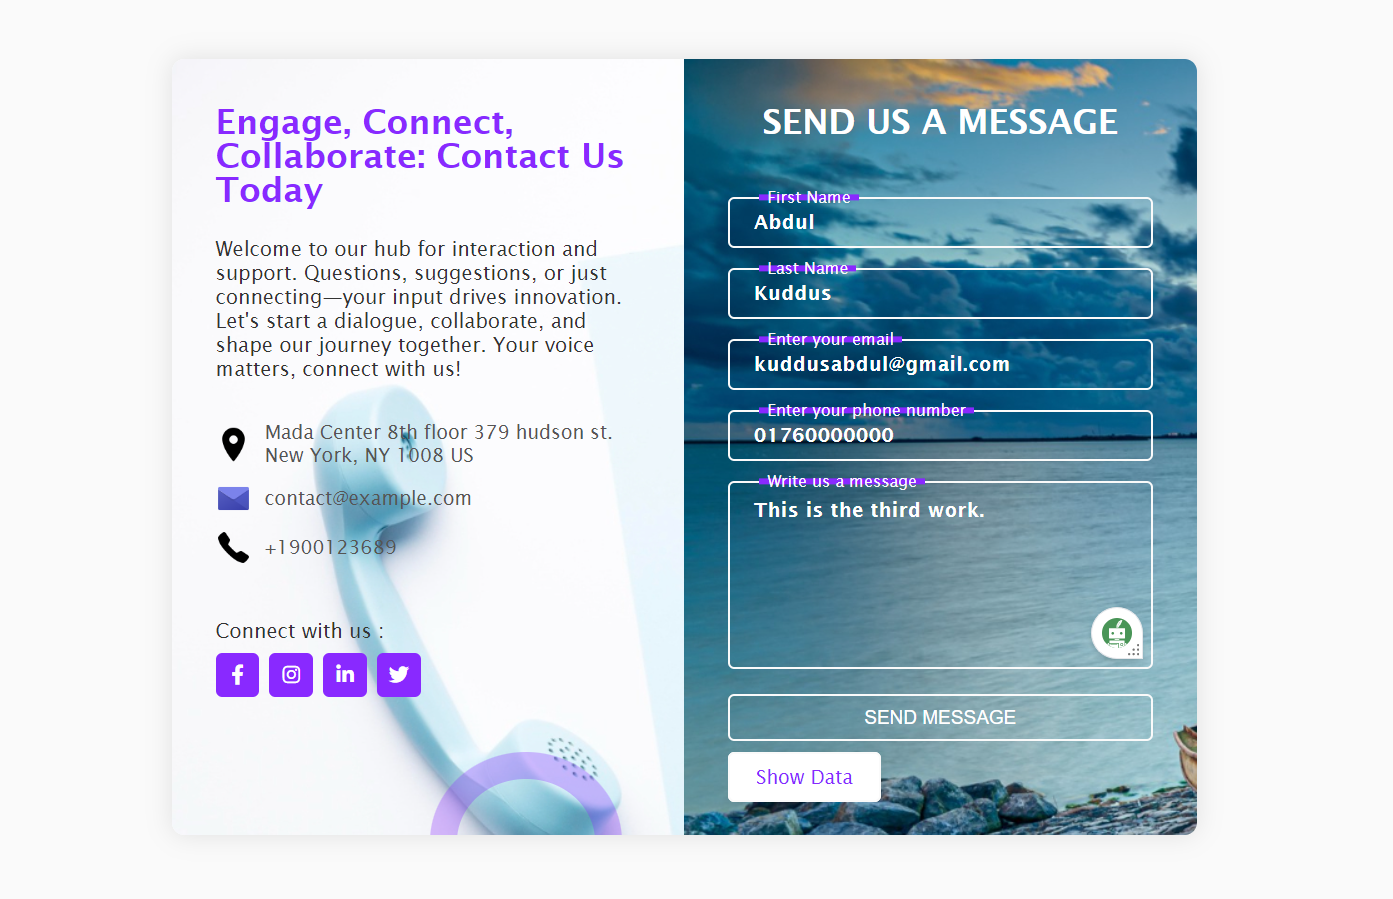 Engage, Connect,
Collaborate: Contact Us
Today
Welcome to our hub for interaction and
support. Questions, suggestions, or just
connecting—your input drives innovation.
Let's start a dialogue, collaborate, and
shape our journey together. Your voice
matters, connect with us!
Mada Center 8th floor 379 hudson st.
New York, NY 1008 US
contact@example.com
+1900123689
Connect with us :
SEND US A MESSAGE
First Name
Abdul
Last Name
Kuddus
Enter your email
kuddusabdul@gmail.com
Enter your phone number
01760000000
Write us a message
This is the third work.
SEND MESSAGE
Show Data